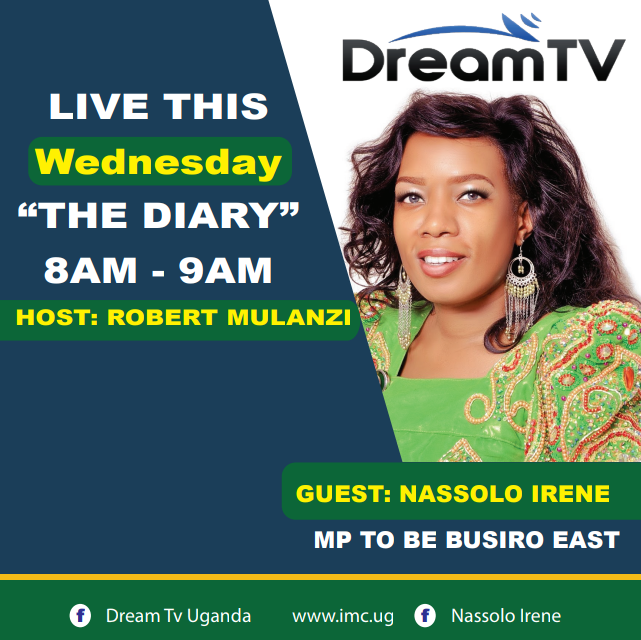 DreamTV
LIVE THIS
Wednesday
“THE DIARY”
8AM - 9AM
HOST: ROBERT MULANZI
GUEST: NASSOLO IRENE
MP TO BE BUSIRO EAST
f Dream Tv Uganda www.imc.ug f Nassolo Irene